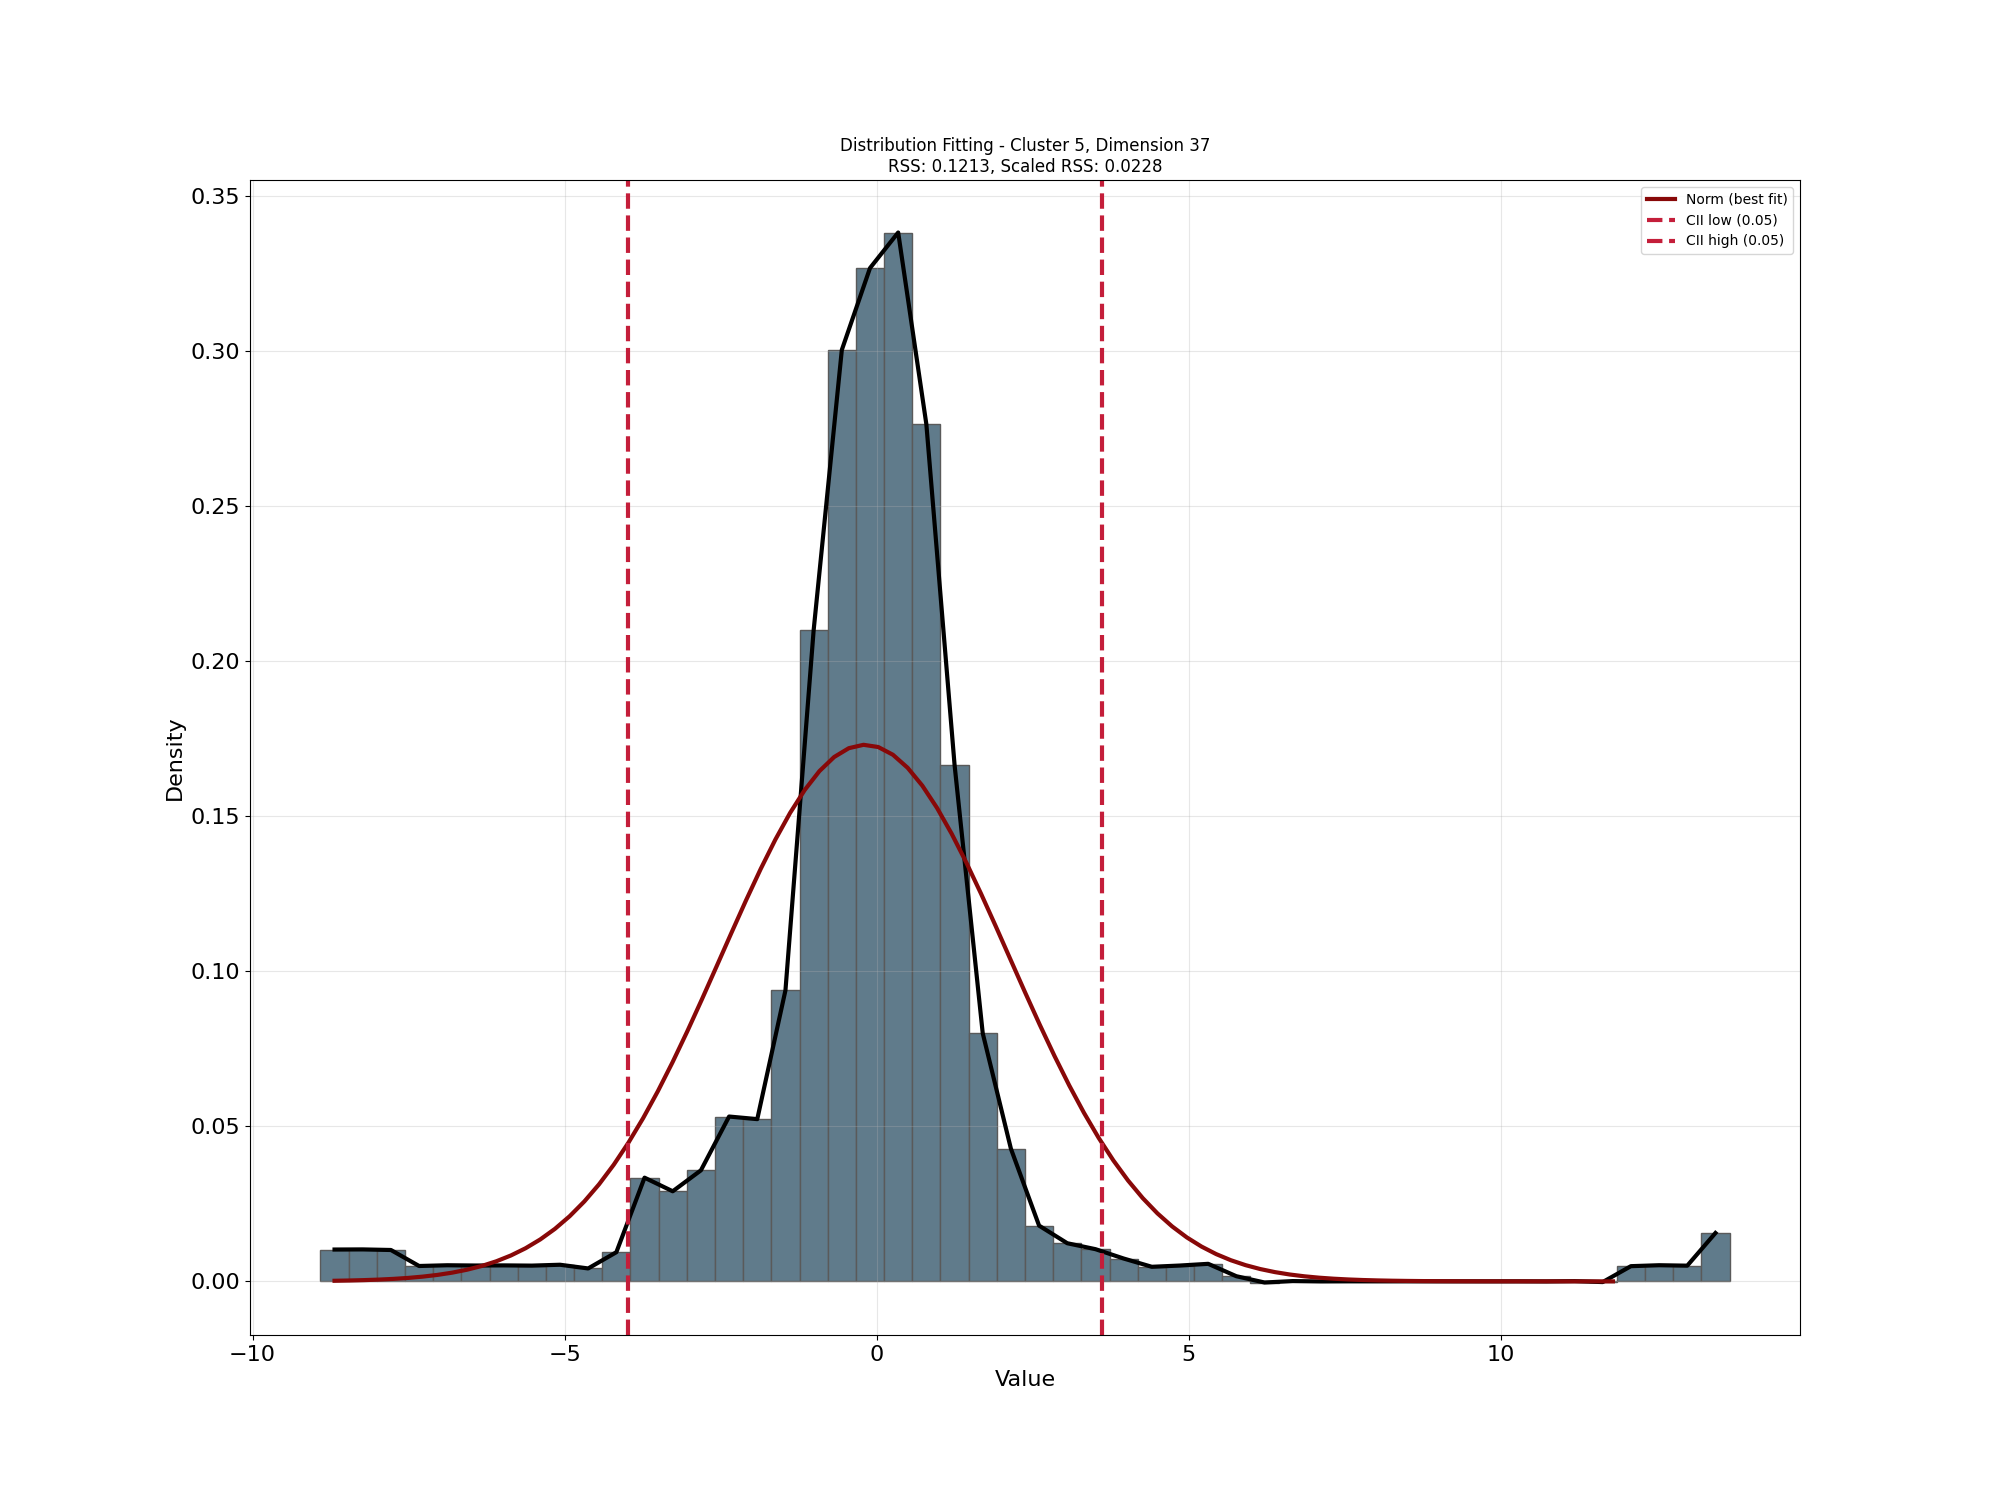 Distribution Fitting - Cluster 5, Dimension 37
RSS: 0.1213, Scaled RSS: 0.0228
Norm (best fit)
CII low (0.05)
CII high (0.05)
0.35
0.30
0.25
0.20
0.15
0.10
0.05
0.00
Density
−10
−5
0
5
10
Value